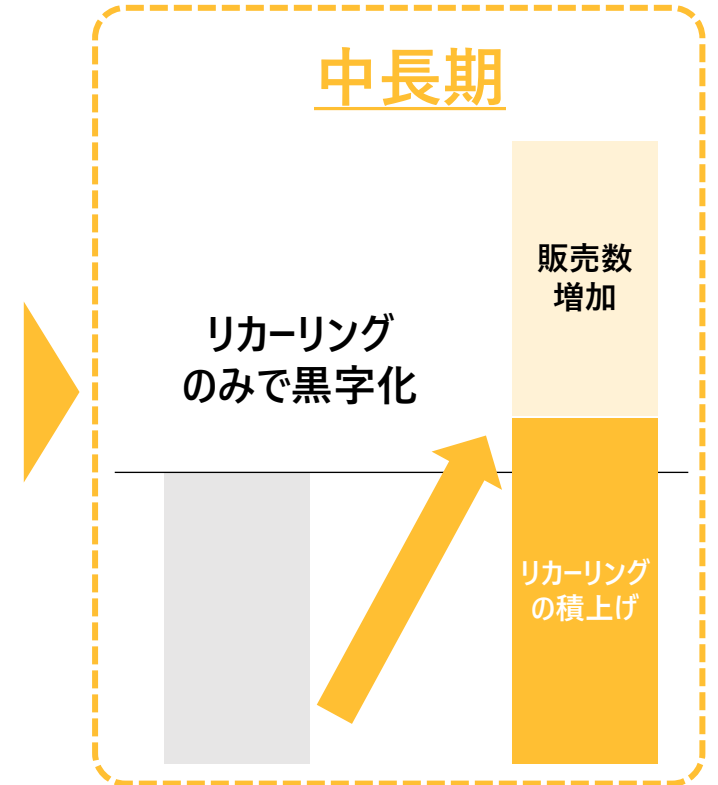 中長期
販売数
増加
リカーリング
のみで黒字化
リカーリング
の積上げ